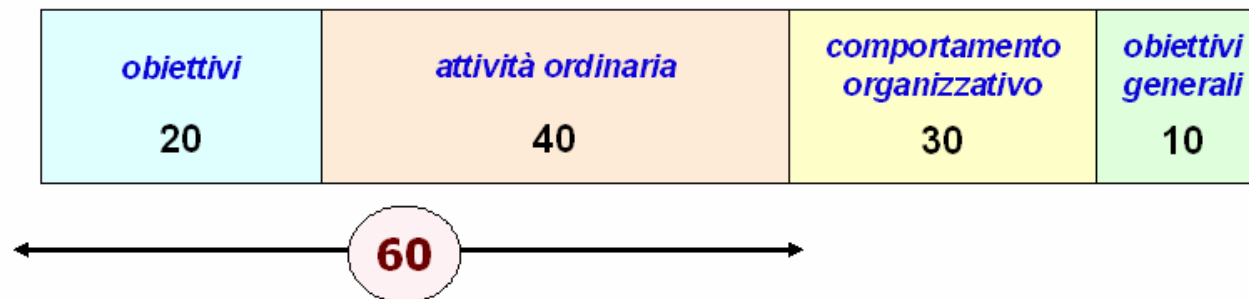 obiettivi
20
attività ordinaria
40
comportamento
organizzativo
30
obiettivi
generali
10
60